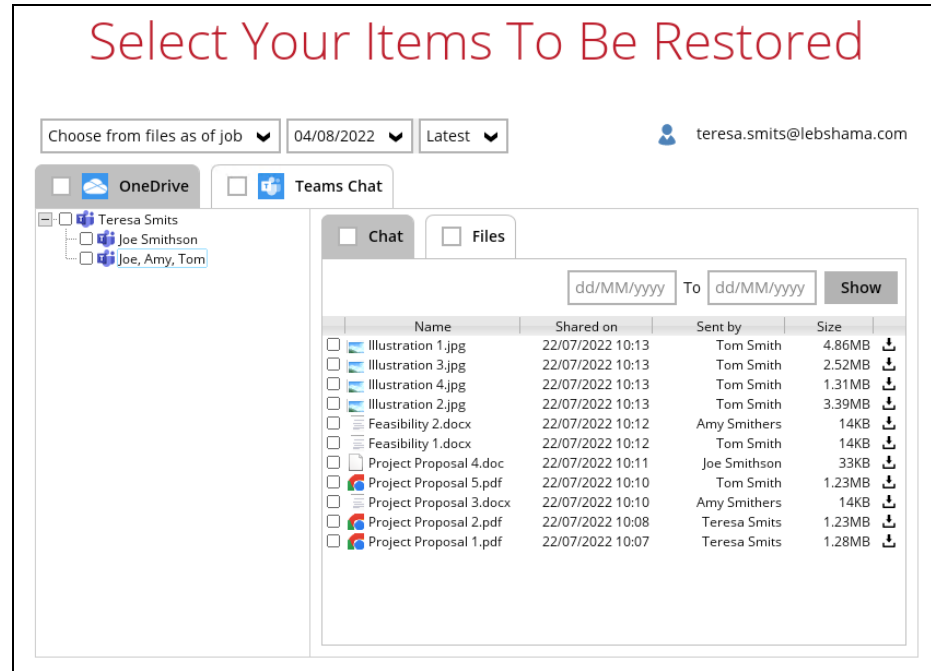 Select Your Items To Be Restored
Choose from files as of job 04/08/2022 Latest teresa.smits@lebshama.com
OneDrive Teams Chat
Teresa Smits
Joe Smithson
Joe, Amy, Tom
Chat Files
dd/MM/yyyy To dd/MM/yyyy Show
Name Shared on Sent by Size
Illustration 1.jpg 22/07/2022 10:13 Tom Smith 4.86MB
Illustration 3.jpg 22/07/2022 10:13 Tom Smith 2.52MB
Illustration 4.jpg 22/07/2022 10:13 Tom Smith 1.31MB
Illustration 2.jpg 22/07/2022 10:13 Tom Smith 3.39MB
Feasibility 2.docx 22/07/2022 10:12 Amy Smithers 14KB
Feasibility 1.docx 22/07/2022 10:12 Tom Smith 14KB
Project Proposal 4.doc 22/07/2022 10:11 Joe Smithson 33KB
Project Proposal 5.pdf 22/07/2022 10:10 Tom Smith 1.23MB
Project Proposal 3.docx 22/07/2022 10:10 Amy Smithers 14KB
Project Proposal 2.pdf 22/07/2022 10:08 Teresa Smits 1.23MB
Project Proposal 1.pdf 22/07/2022 10:07 Teresa Smits 1.28MB